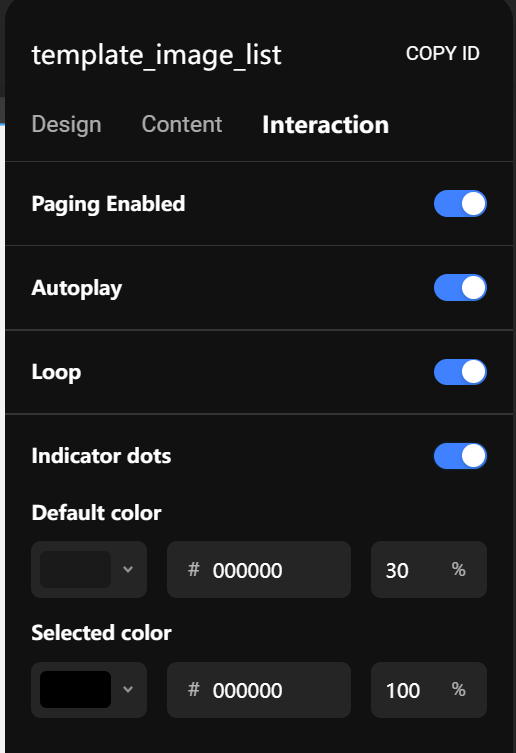 template_image_list COPY ID
Design Content Interaction
Paging Enabled
Autoplay
Loop
Indicator dots
Default color
# 000000 30 %
Selected color
# 000000 100 %